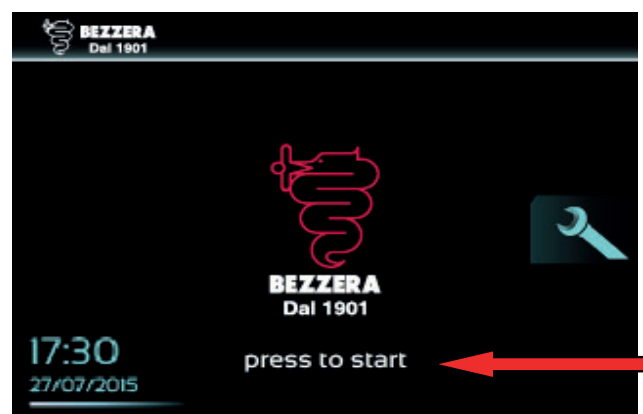 BEZZERA
Dal 1901
BEZZERA
Dal 1901
17:30
press to start
27/07/2015